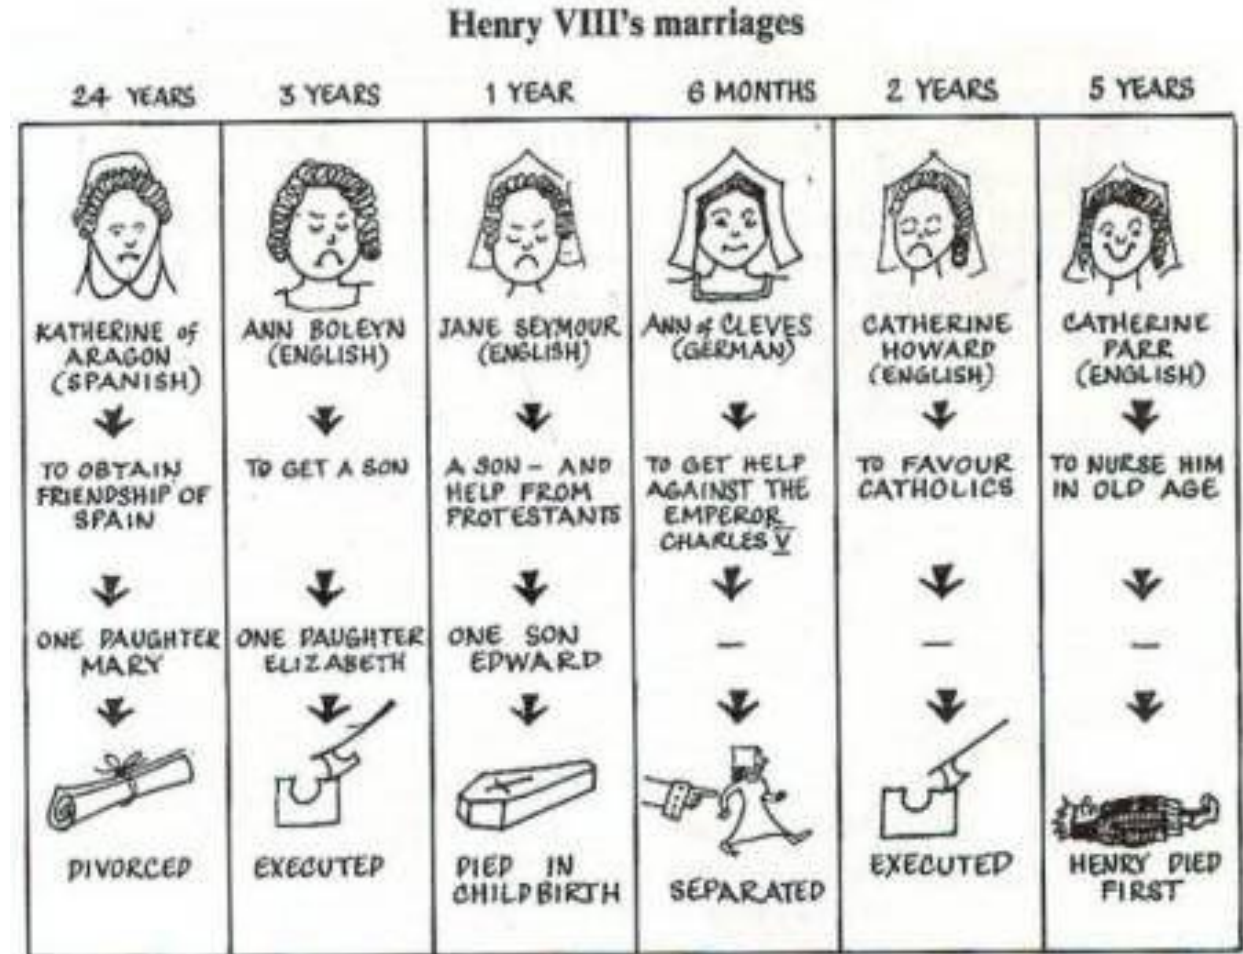 Henry VIII's marriages
24 YEARS
3 YEARS
1 YEAR
6 MONTHS
2 YEARS
5 YEARS
KATHERINE of
ARAGON
(SPANISH)
TO OBTAIN
FRIENDSHIP OF
SPAIN
ONE DAUGHTER
MARY
DIVORCED
ANN BOLEYN
(ENGLISH)
TO GET A SON
ONE DAUGHTER
ELIZABETH
EXECUTED
JANE SEYMOUR
(ENGLISH)
A SON - AND
HELP FROM
PROTESTANTS
ONE SON
EDWARD
DIED IN
CHILDBIRTH
ANN of CLEVES
(GERMAN)
TO GET HELP
AGAINST THE
EMPEROR
CHARLES V
—
SEPARATED
CATHERINE
HOWARD
(ENGLISH)
TO FAVOUR
CATHOLICS
—
EXECUTED
CATHERINE
PARR
(ENGLISH)
TO NURSE HIM
IN OLD AGE
—
HENRY DIED
FIRST